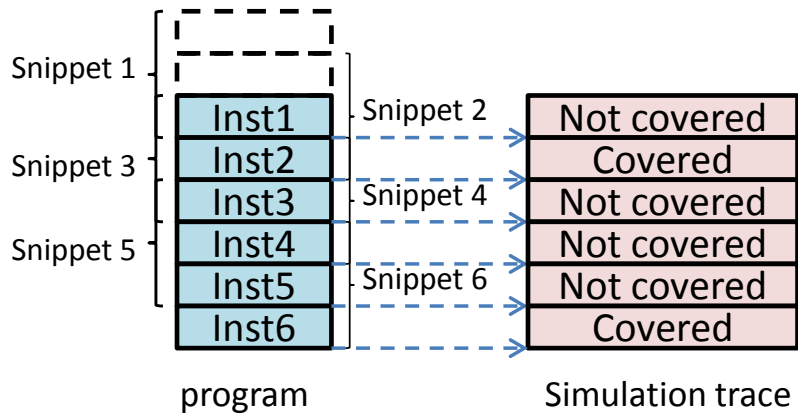 Snippet 1
Snippet 2
Inst1
Not covered
Inst2
Covered
Snippet 3
Snippet 4
Inst3
Not covered
Snippet 5
Inst4
Not covered
Snippet 6
Inst5
Not covered
Inst6
Covered
program
Simulation trace